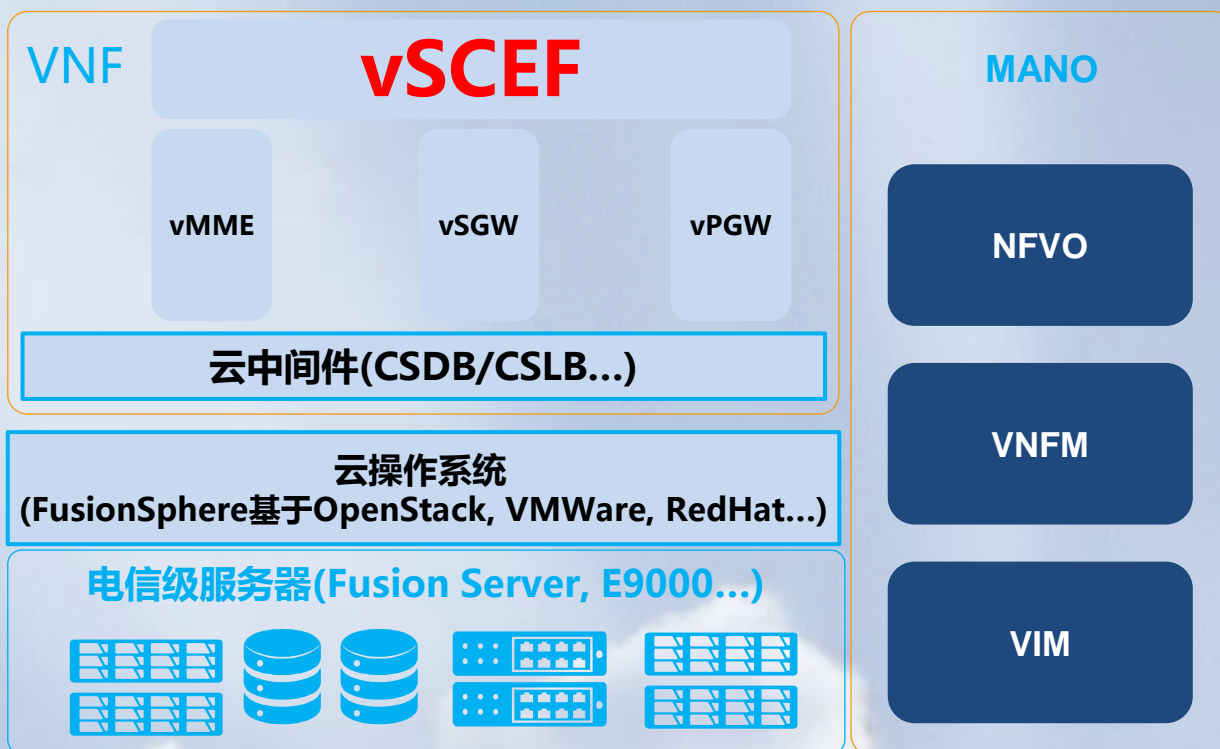 VNF
vSCEF
vMME
vSGW
vPGW
云中间件(CSDB/CSLB...)
云操作系统
(FusionSphere基于OpenStack, VMWare, RedHat...)
电信级服务器(Fusion Server, E9000...)
MANO
NFVO
VNFM
VIM